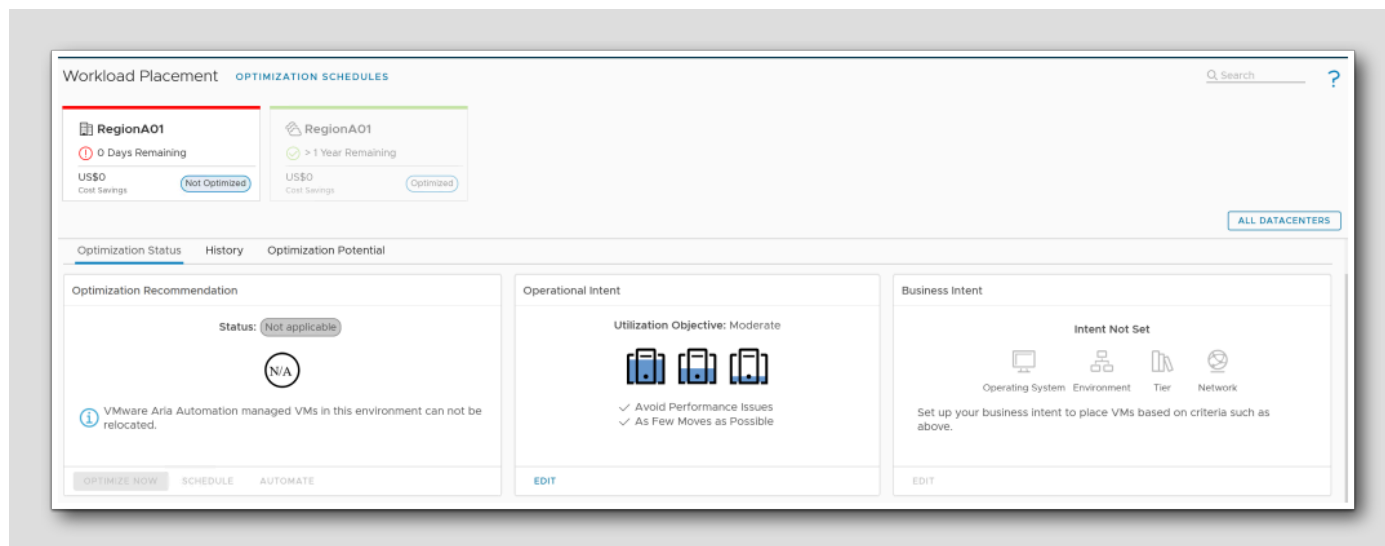 Workload Placement OPTIMIZATION SCHEDULES Search ?
RegionA01
0 Days Remaining
US$0
Cost Savings
Not Optimized
RegionA01
> 1 Year Remaining
US$0
Cost Savings
Optimized
ALL DATACENTERS
Optimization Status History Optimization Potential
Optimization Recommendation
Status: Not applicable
N/A
VMware Aria Automation managed VMs in this environment can not be
relocated.
OPTIMIZE NOW SCHEDULE AUTOMATE
Operational Intent
Utilization Objective: Moderate
Avoid Performance Issues
As Few Moves as Possible
EDIT
Business Intent
Intent Not Set
Operating System Environment Tier Network
Set up your business intent to place VMs based on criteria such as
above.
EDIT